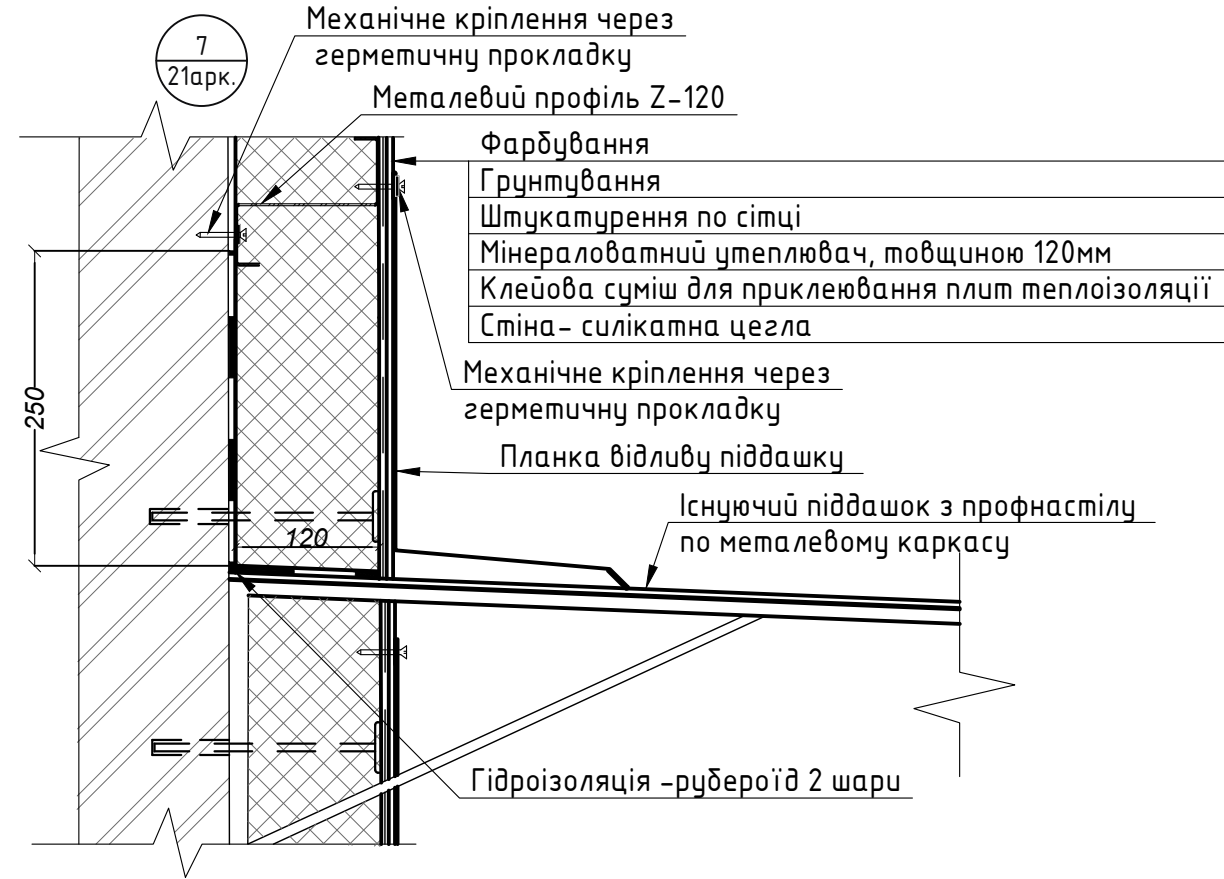 Механічне кріплення через
герметичну прокладку
7
21арк.
Металевий профіль Z-120
Фарбування
Грунтування
Штукатурення по сітці
Мінераловатний утеплювач, товщиною 120мм
Клейова суміш для приклеювання плит теплоізоляції
Стіна- силікатна цегла
Механічне кріплення через
герметичну прокладку
250
Планка відливу піддашку
Існуючий піддашок з профнастілу
по металевому каркасу
120
Гідроізоляція -рубероїд 2 шари